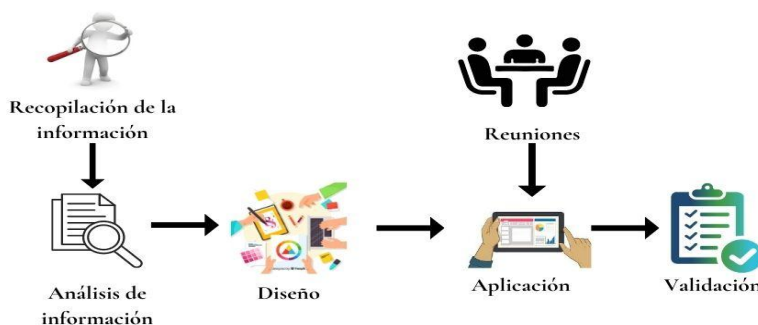 Recopilación de la
información
Reuniones
Análisis de
información
Diseño
Aplicación
Validación